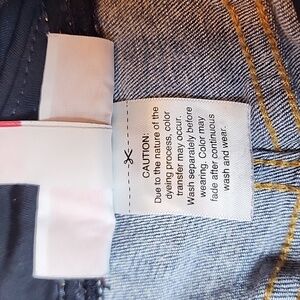 CAUTION:
Due to the nature of the
dyeing process, color
transfer may occur.
Wash separately before
wearing. Color may
fade after continuous
wash and wear.